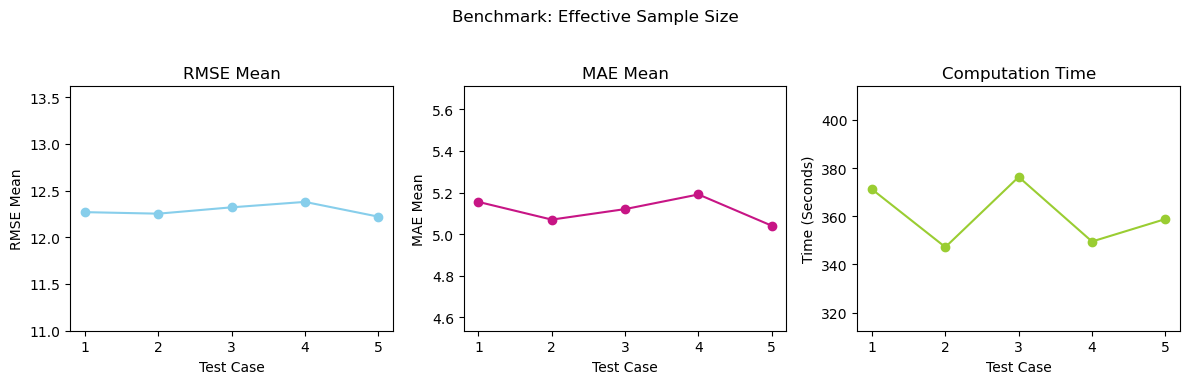 Benchmark: Effective Sample Size
RMSE Mean
RMSE Mean
13.5
13.0
12.5
12.0
11.5
11.0
1 2 3 4 5
Test Case
MAE Mean
MAE Mean
5.6
5.4
5.2
5.0
4.8
4.6
1 2 3 4 5
Test Case
Computation Time
Time (Seconds)
400
380
360
340
320
1 2 3 4 5
Test Case